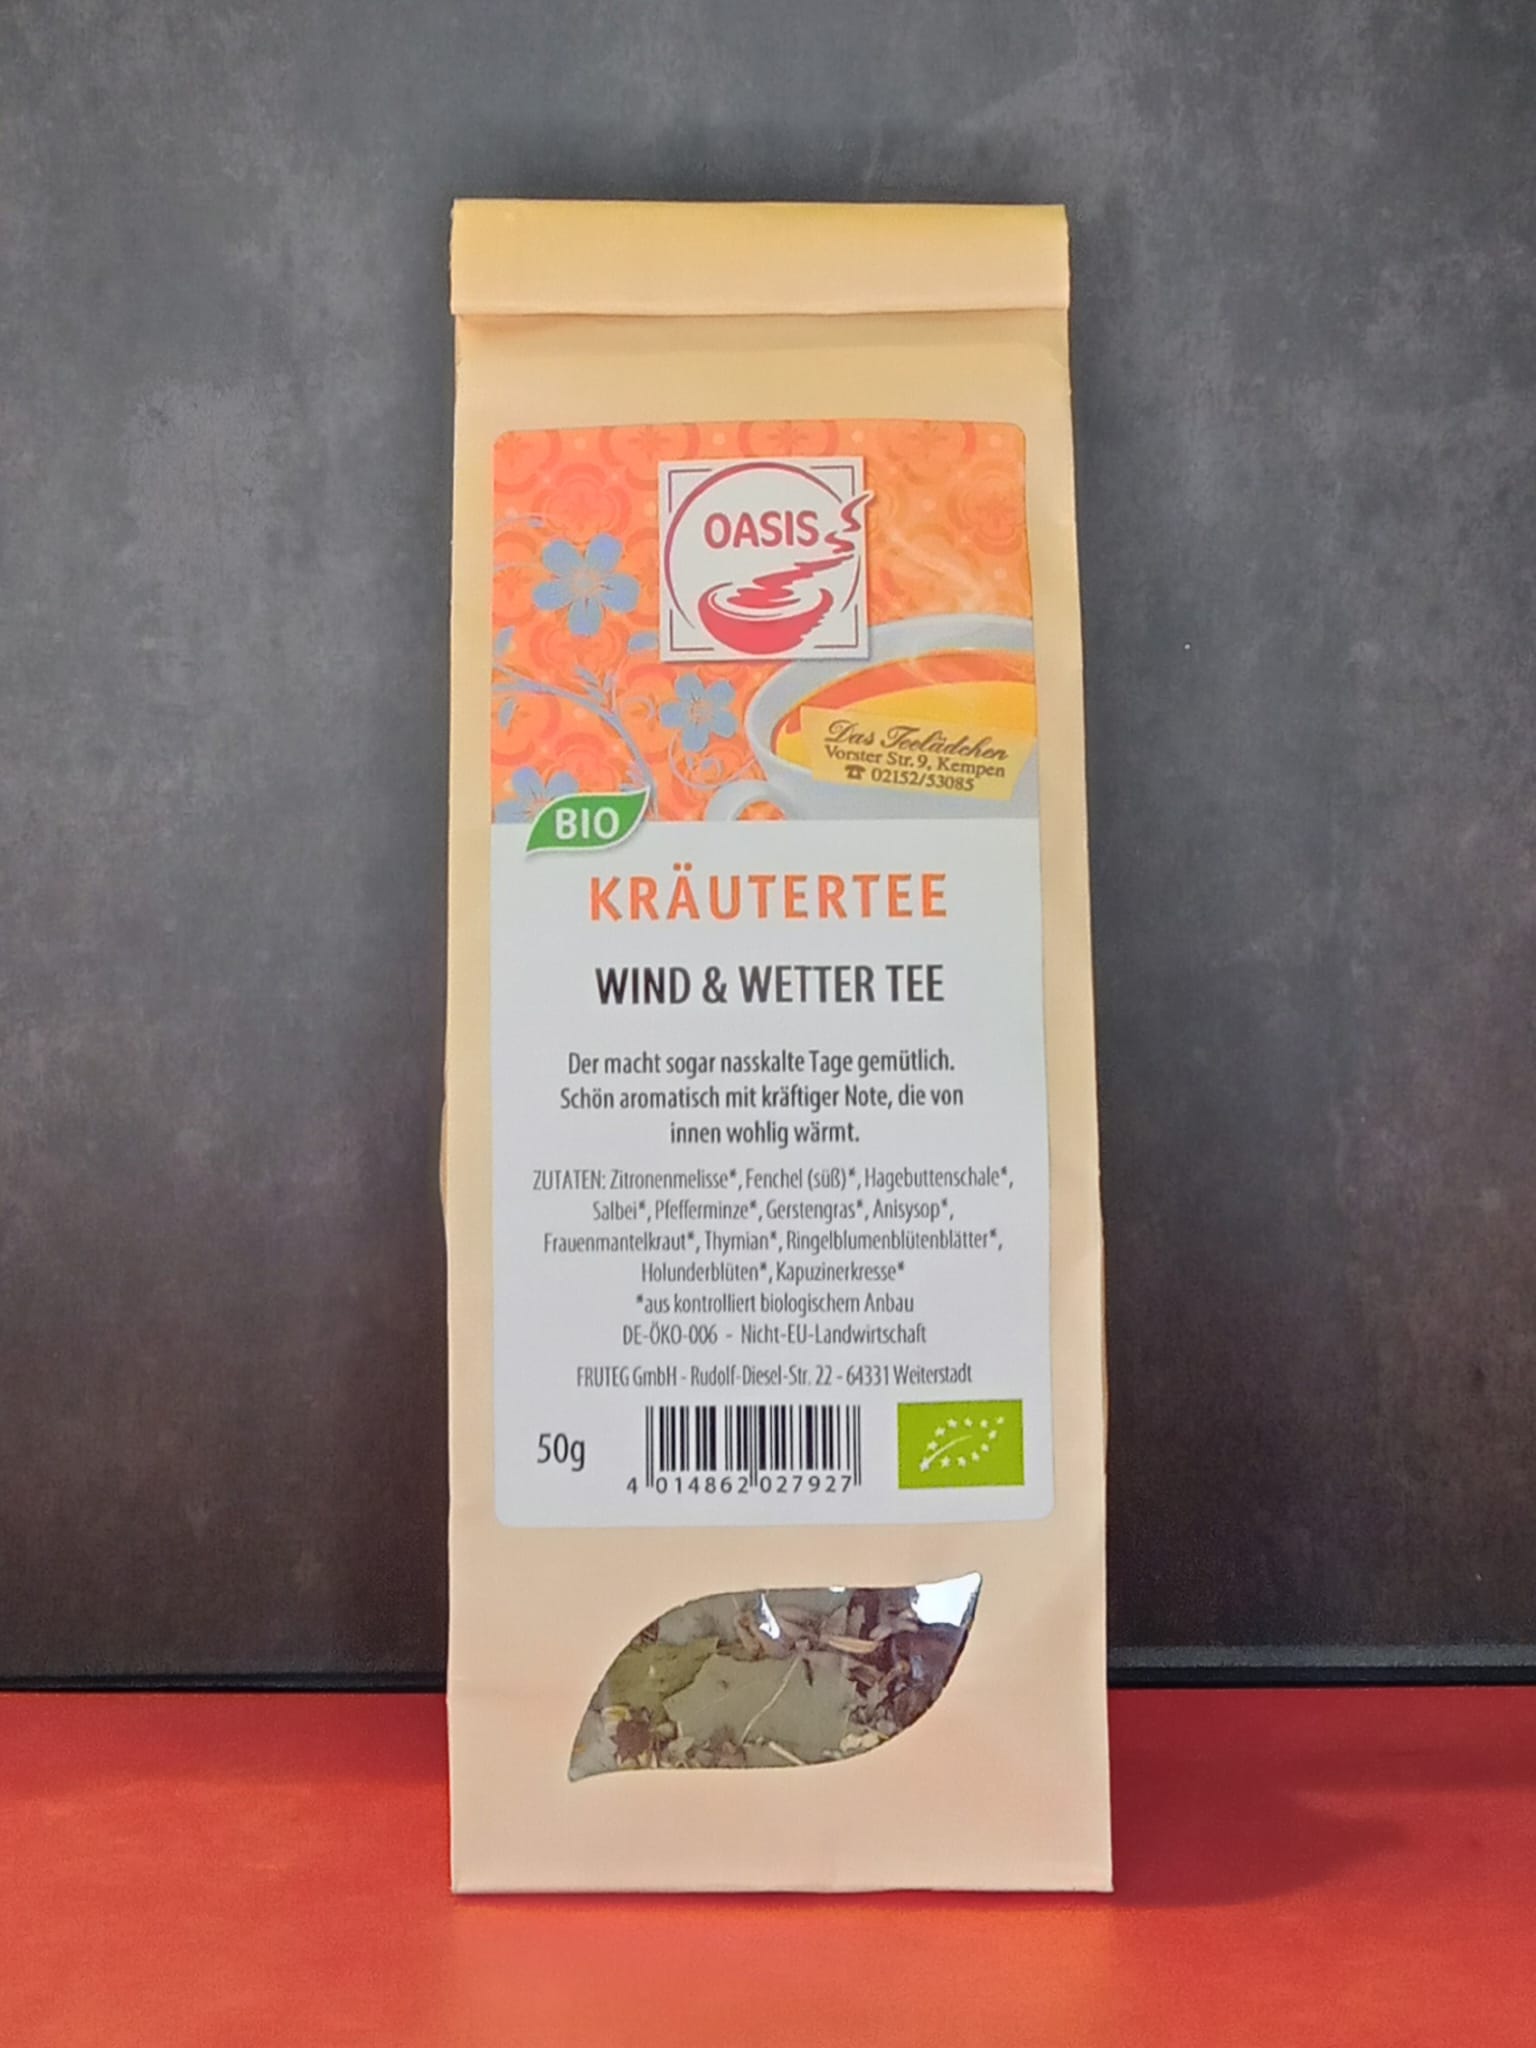 OASIS
Das Teelädchen
Vorster Str. 9, Kempen
☎ 02152/53085
BIO
KRÄUTERTEE
WIND & WETTER TEE
Der macht sogar nasskalte Tage gemütlich.
Schön aromatisch mit kräftiger Note, die von
innen wohlig wärmt.
ZUTATEN: Zitronenmelisse*, Fenchel (süß)*, Hagebuttenschale*,
Salbei*, Pfefferminze*, Gerstengras*, Anisysop*,
Frauenmantelkraut*, Thymian*, Ringelblumenblütenblätter*,
Holunderblüten*, Kapuzinerkresse*
*aus kontrolliert biologischem Anbau
DE-ÖKO-006 - Nicht-EU-Landwirtschaft
FRUTEG GmbH - Rudolf-Diesel-Str. 22 - 64331 Weiterstadt
50g
4 014862 027927